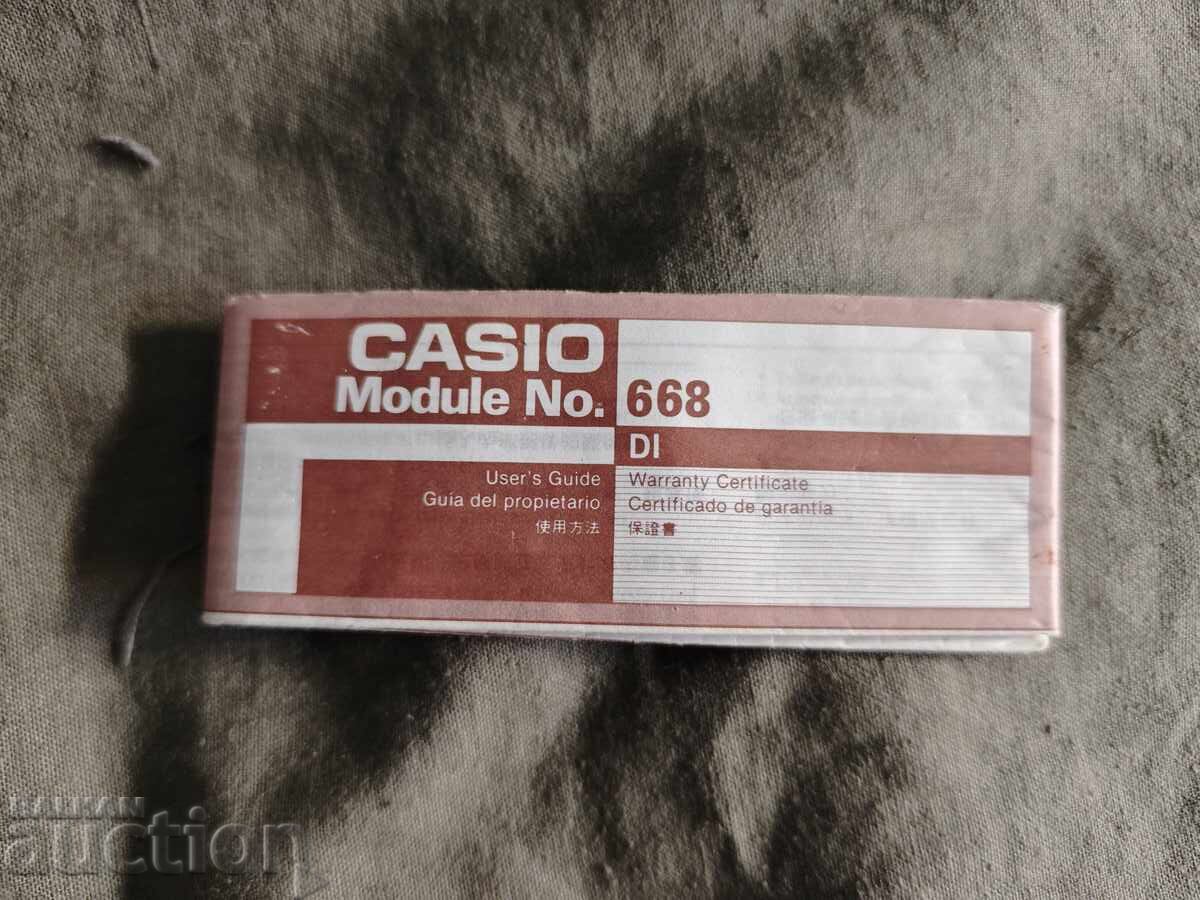 CASIO
Module No. 668
DI
User's Guide
Guía del propietario
使用方法
Warranty Certificate
Certificado de garantía
保證書
BALKAN
auction